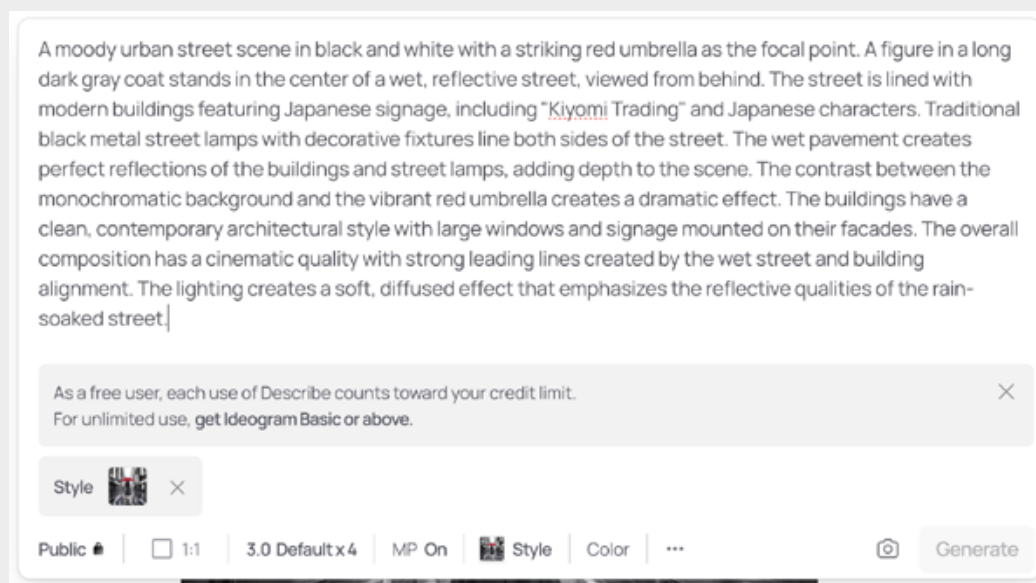 A moody urban street scene in black and white with a striking red umbrella as the focal point. A figure in a long
dark gray coat stands in the center of a wet, reflective street, viewed from behind. The street is lined with
modern buildings featuring Japanese signage, including "Kiyomi Trading" and Japanese characters. Traditional
black metal street lamps with decorative fixtures line both sides of the street. The wet pavement creates
perfect reflections of the buildings and street lamps, adding depth to the scene. The contrast between the
monochromatic background and the vibrant red umbrella creates a dramatic effect. The buildings have a
clean, contemporary architectural style with large windows and signage mounted on their facades. The overall
composition has a cinematic quality with strong leading lines created by the wet street and building
alignment. The lighting creates a soft, diffused effect that emphasizes the reflective qualities of the rain-
soaked street.
As a free user, each use of Describe counts toward your credit limit.
For unlimited use, get Ideogram Basic or above.
Style
Public 1:1 3.0 Default x 4 MP On Style Color ··· Generate